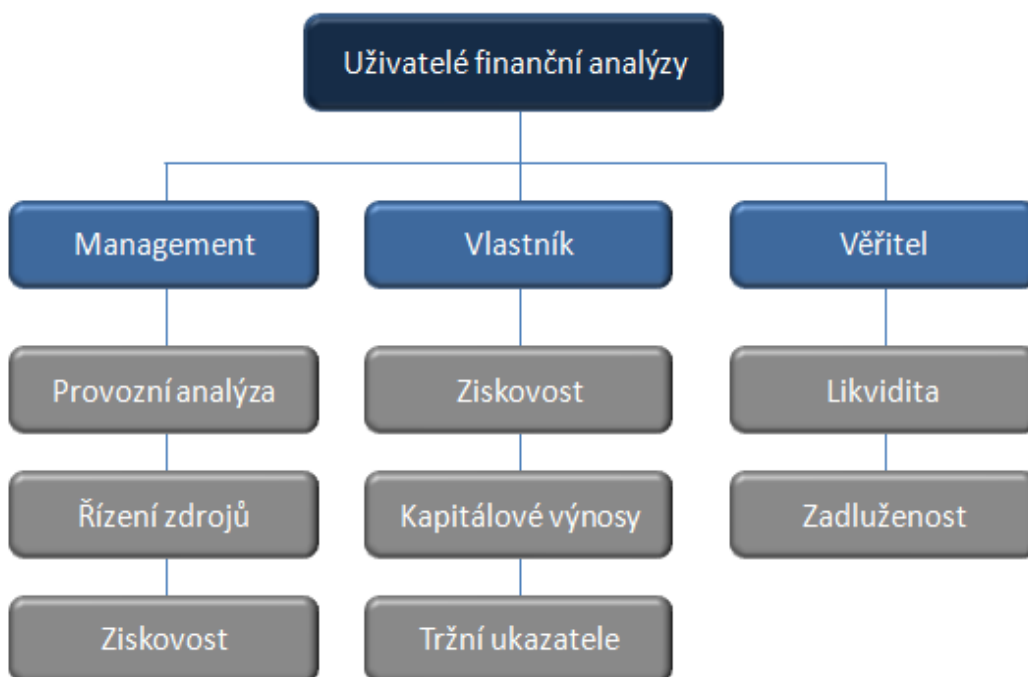 Uživatelé finanční analýzy
Management
Vlastník
Věřitel
Provozní analýza
Ziskovost
Likvidita
Řízení zdrojů
Kapitálové výnosy
Zadluženost
Ziskovost
Tržní ukazatele